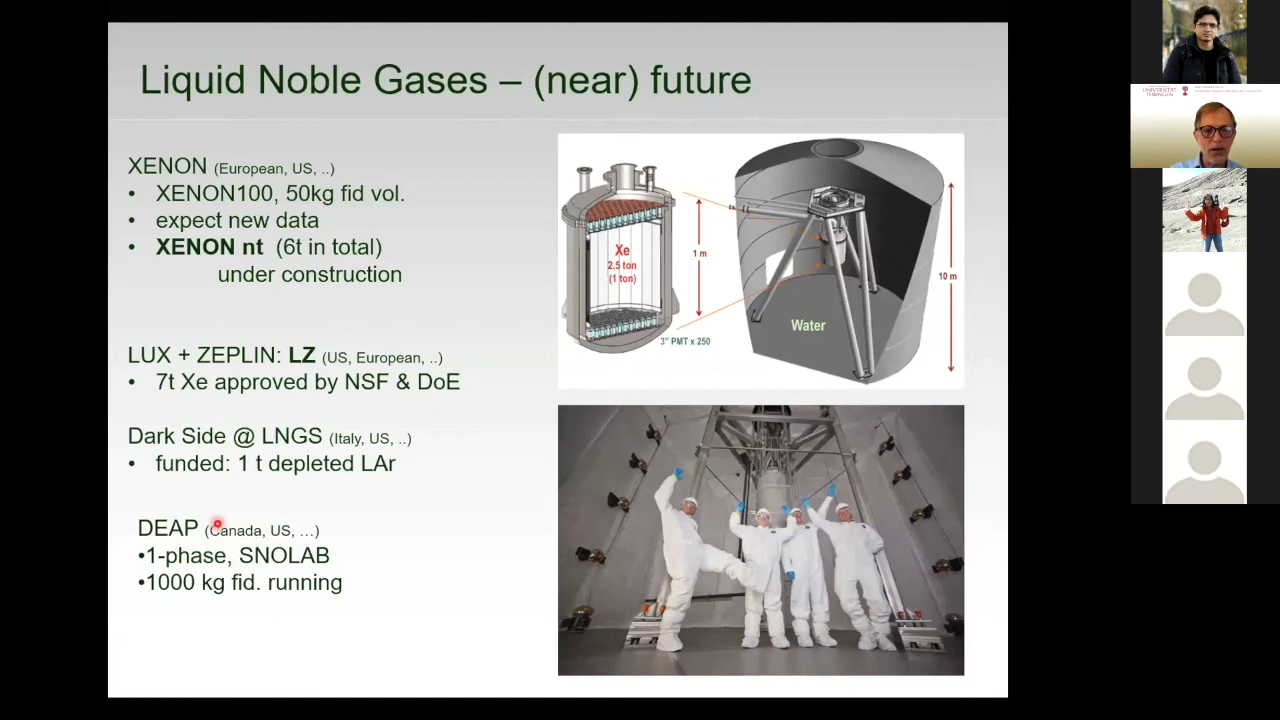 Liquid Noble Gases – (near) future
XENON (European, US, ..)
• XENON100, 50kg fid vol.
• expect new data
• XENON nt (6t in total)
under construction
LUX + ZEPLIN: LZ (US, European, ..)
• 7t Xe approved by NSF & DoE
Dark Side @ LNGS (Italy, US, ..)
• funded: 1 t depleted LAr
DEAP (Canada, US, …)
•1-phase, SNOLAB
•1000 kg fid. running
Xe
2.5 ton
(1 ton)
1 m
3" PMT x 250
Water
10 m
UNIVERSITÄT
TÜBINGEN